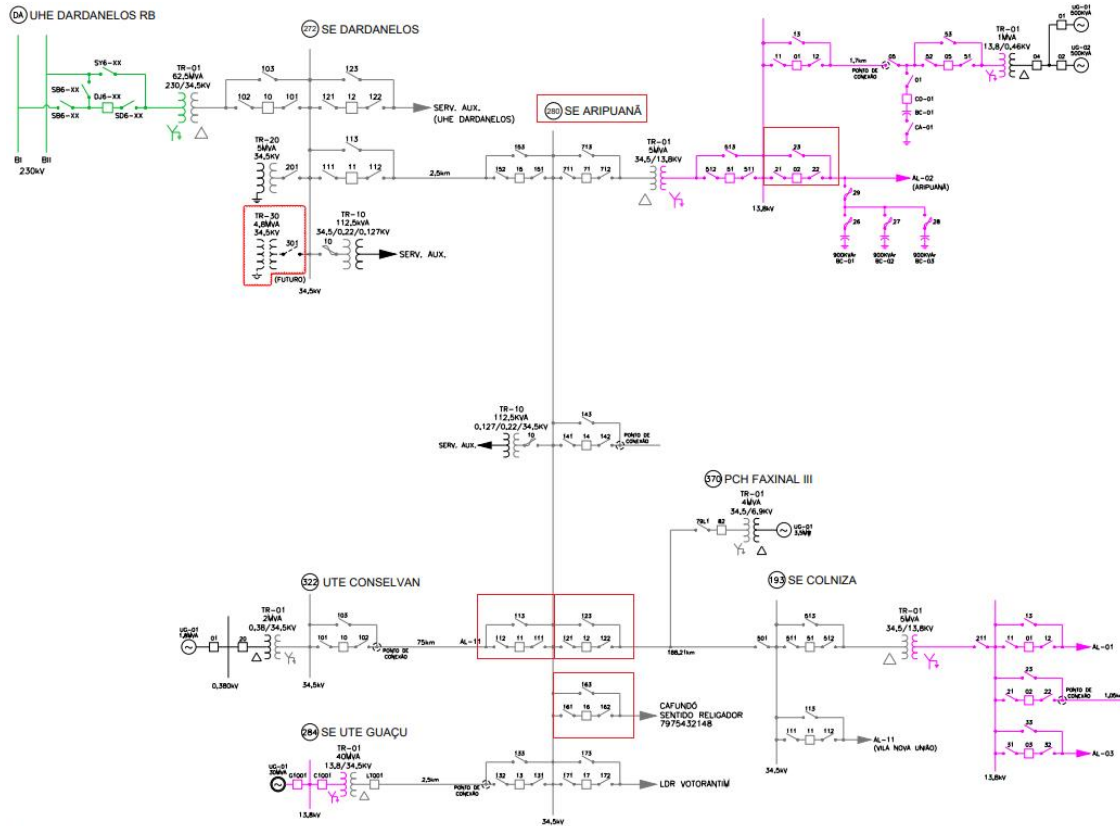 DA UHE DARDANELOS RB
BI
BII
230kV
SY6-XX
SB6-XX
DJ6-XX
SB6-XX
SD6-XX
TR-01
62,5MVA
230/34,5KV
272 SE DARDANELOS
103
102
10
101
123
121
12
122
SERV. AUX.
(UHE DARDANELOS)
TR-20
5MVA
34,5KV
201
113
111
11
112
2,5km
TR-30
4,8MVA
34,5KV
301
(FUTURO)
TR-10
112,5kVA
34,5/0,22/0,127KV
10
SERV. AUX.
34,5kV
280 SE ARIPUANÃ
153
152
15
151
713
711
71
712
TR-01
5MVA
34,5/13,8KV
513
512
51
511
13,8kV
13
11
01
12
1,7km
PONTO DE
CONEXÃO
53
52
05
51
01
CD-01
BC-01
CA-01
TR-01
1MVA
13,8/0,46KV
04
01
02
UG-01
500KVA
UG-02
500KVA
23
21
02
22
AL-02
(ARIPUANÃ)
29
26
27
28
900KVAr
BC-01
900KVAr
BC-02
900KVAr
BC-03
TR-10
112,5KVA
0.127/0,22/34,5KV
SERV. AUX.
10
143
141
14
142
PONTO DE
CONEXÃO
370 PCH FAXINAL III
TR-01
4MVA
34,5/6,9KV
79L1
82
UG-01
322 UTE CONSELVAN
UG-01
01
20
0,380kV
TR-01
2MVA
0,38/34,5KV
34,5kV
103
101
10
102
PONTO DE
CONEXÃO
75km
AL-11
113
112
11
111
123
121
12
122
163
161
16
162
CAFUNDÓ
SENTIDO RELIGADOR
7975432148
193 SE COLNIZA
501
513
511
51
512
TR-01
5MVA
34,5/13,8KV
113
111
11
112
AL-11
(VILA NOVA UNIÃO)
34,5kV
211
13
11
01
12
AL-01
23
21
02
22
PONTO DE
CONEXÃO
33
31
03
32
AL-03
13,8kV
284 SE UTE GUAÇU
UG-01
30MVA
G1001
C1001
13,8kV
TR-01
40MVA
13,8/34,5KV
LT001
2,5km
PONTO DE
CONEXÃO
133
132
13
131
173
171
17
172
LDR VOTORANTIM
34,5kV